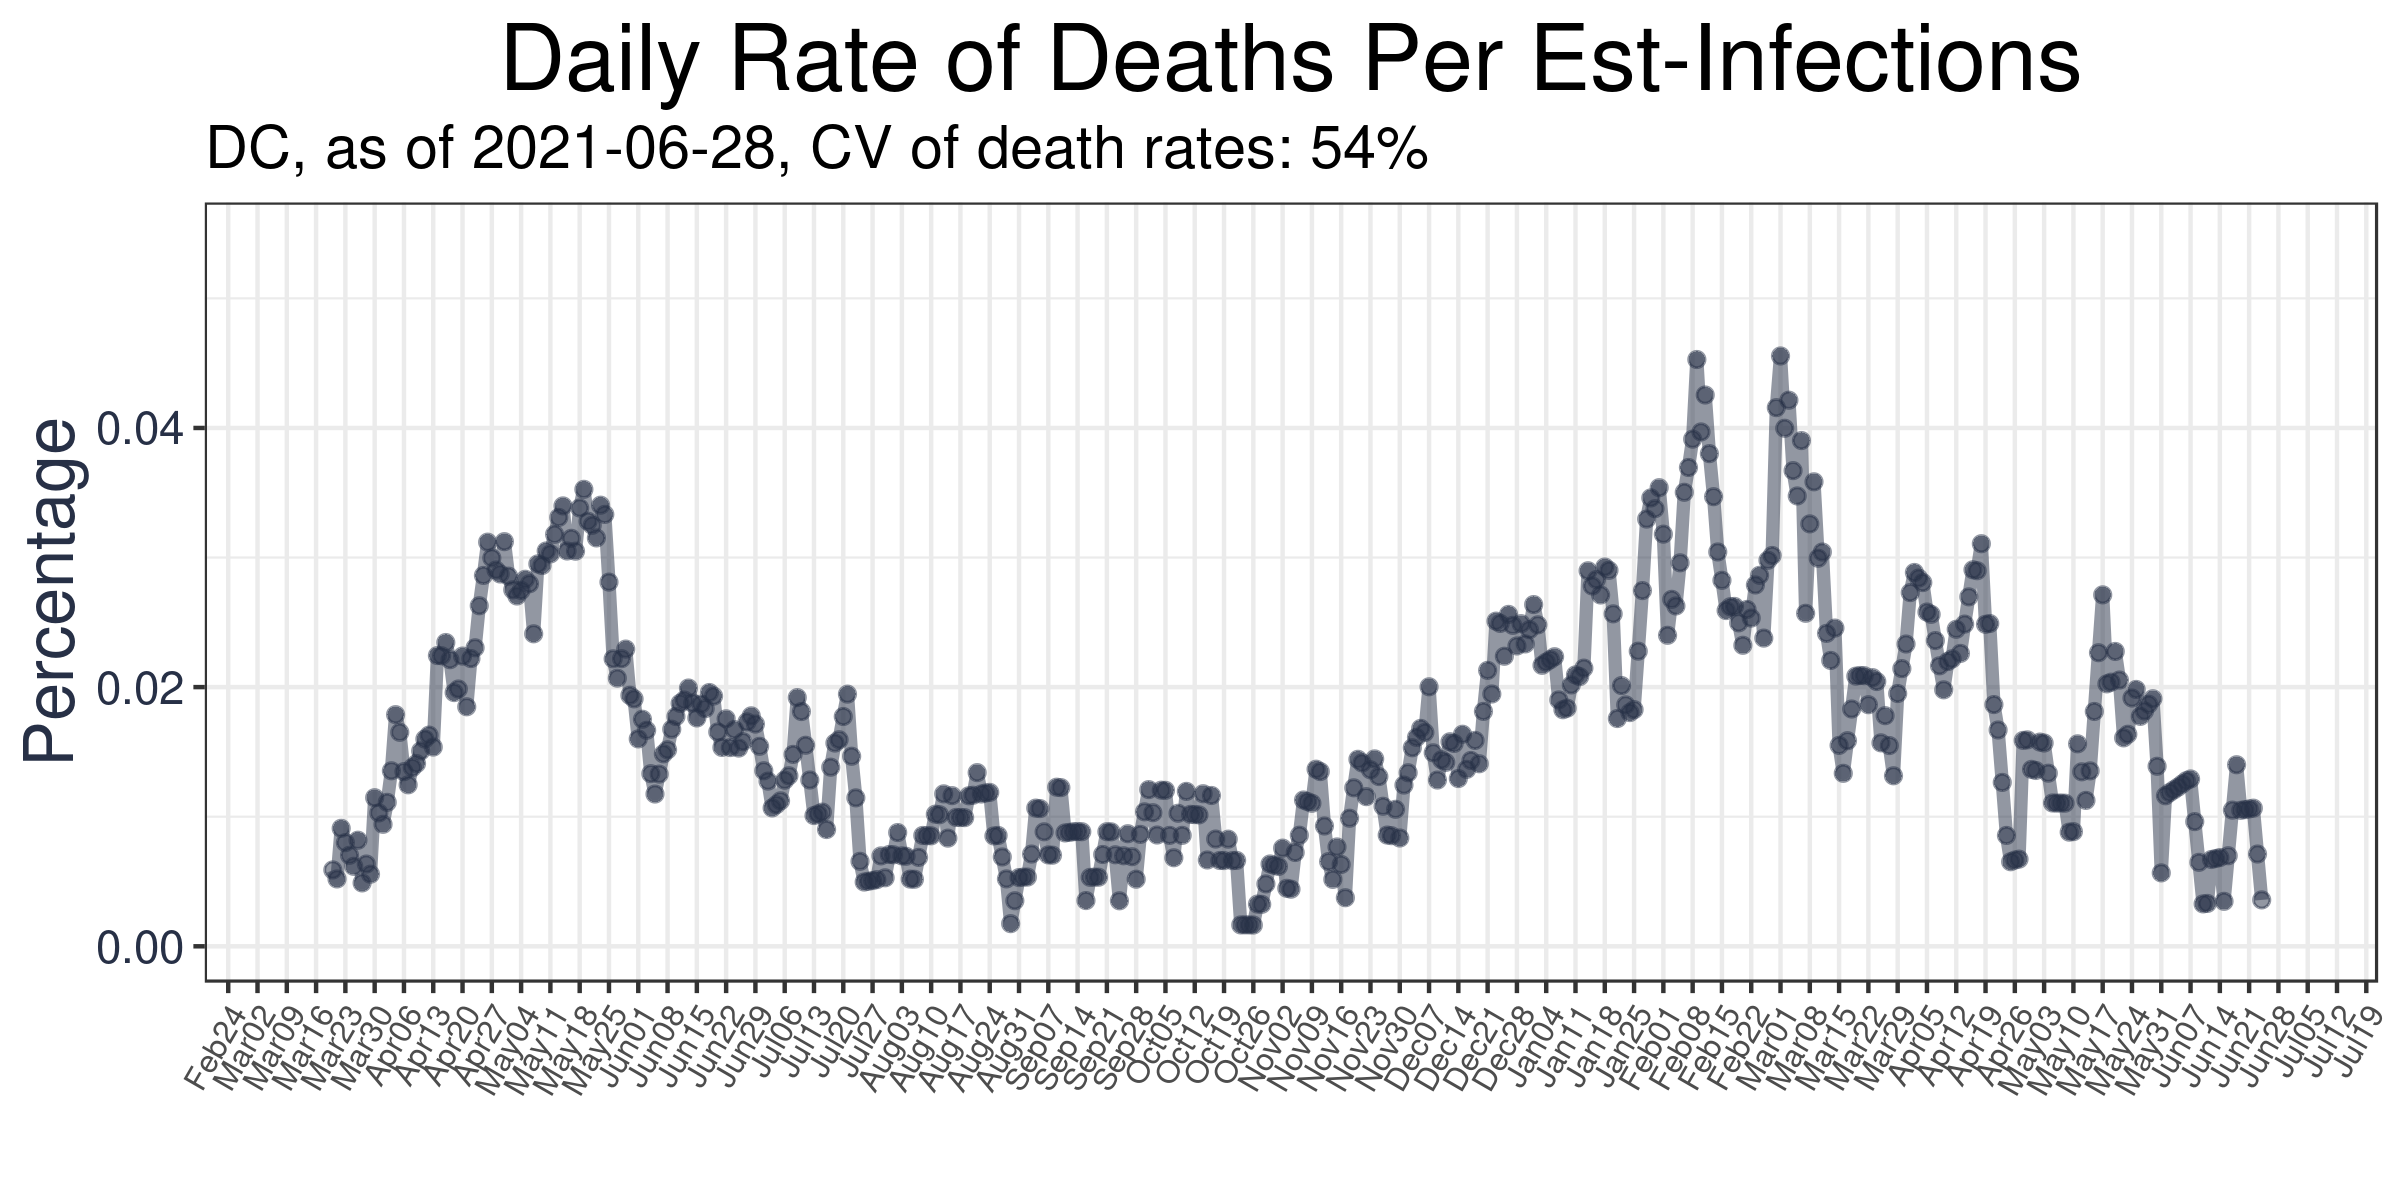 Daily Rate of Deaths Per Est-Infections
DC, as of 2021-06-28, CV of death rates: 54%
Percentage
0.04
0.02
0.00
Feb24
Mar02
Mar09
Mar16
Mar23
Mar30
Apr06
Apr13
Apr20
Apr27
May04
May11
May18
May25
Jun01
Jun08
Jun15
Jun22
Jun29
Jul06
Jul13
Jul20
Jul27
Aug03
Aug10
Aug17
Aug24
Aug31
Sep07
Sep14
Sep21
Sep28
Oct05
Oct12
Oct19
Oct26
Nov02
Nov09
Nov16
Nov23
Nov30
Dec07
Dec14
Dec21
Dec28
Jan04
Jan11
Jan18
Jan25
Feb01
Feb08
Feb15
Feb22
Mar01
Mar08
Mar15
Mar22
Mar29
Apr05
Apr12
Apr19
Apr26
May03
May10
May17
May24
May31
Jun07
Jun14
Jun21
Jun28
Jul05
Jul12
Jul19